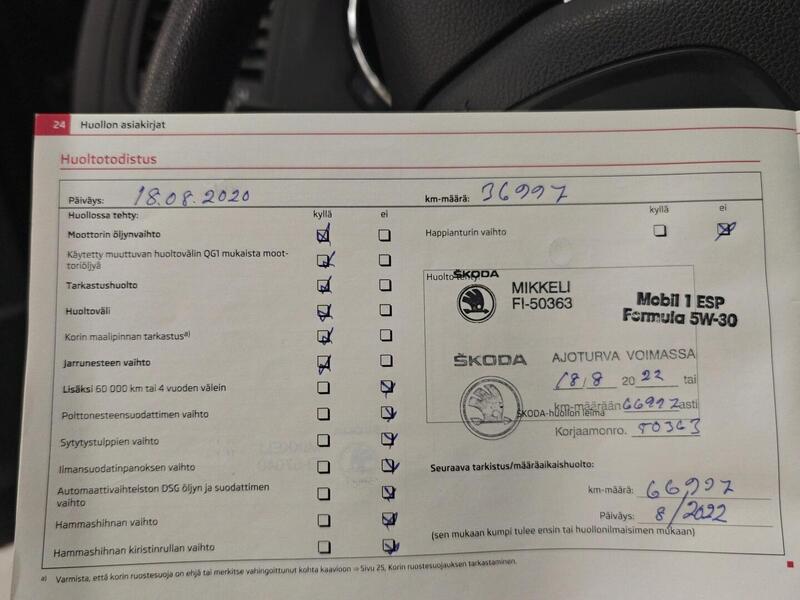 24 Huollon asiakirjat
Huoltotodistus
Päiväys: 18.08.2020 km-määrä: 36997
Huollossa tehty: kyllä ei kyllä ei
Moottorin öljynvaihto
Happianturin vaihto
Käytetty muuttuvan huoltovälin QG1 mukaista moot-
toriöljyä
Tarkastushuolto
Huoltoväli
Korin maalipinnan tarkastus a)
Jarrunesteen vaihto
Lisäksi 60 000 km tai 4 vuoden välein
Polttonesteensuodattimen vaihto
Sytytystulppien vaihto
Ilmansuodatinpanoksen vaihto
Automaattivaihteiston DSG öljyn ja suodattimen
vaihto
Hammashihnan vaihto
Hammashihnan kiristinrullan vaihto
Huolto tehty
ŠKODA
MIKKELI
FI-50363
Mobil 1 ESP
Formula 5W-30
ŠKODA AJOTURVA VOIMASSA
18/8 2022 tai
km-määrään 66997 asti
ŠKODA-huollon leima
Korjaamonro. 50363
Seuraava tarkistus/määräaikaishuolto:
km-määrä: 66997
Päiväys: 8/2022
(sen mukaan kumpi tulee ensin tai huollonilmaisimen mukaan)
a) Varmista, että korin ruostesuoja on ehjä tai merkitse vahingoittunut kohta kaavioon ⇒ Sivu 25, Korin ruostesuojauksen tarkastaminen.